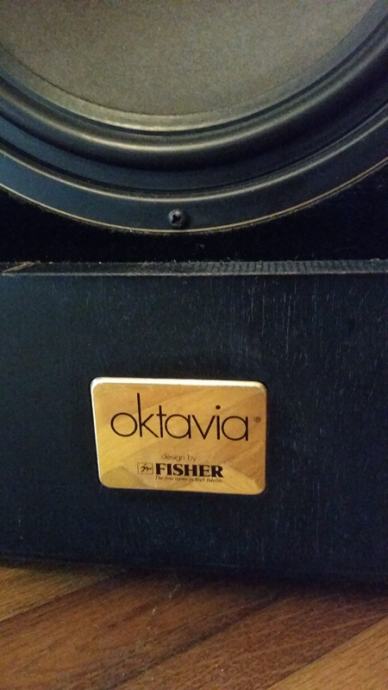 oktavia®
design by
FISHER
The first name in high fidelity.